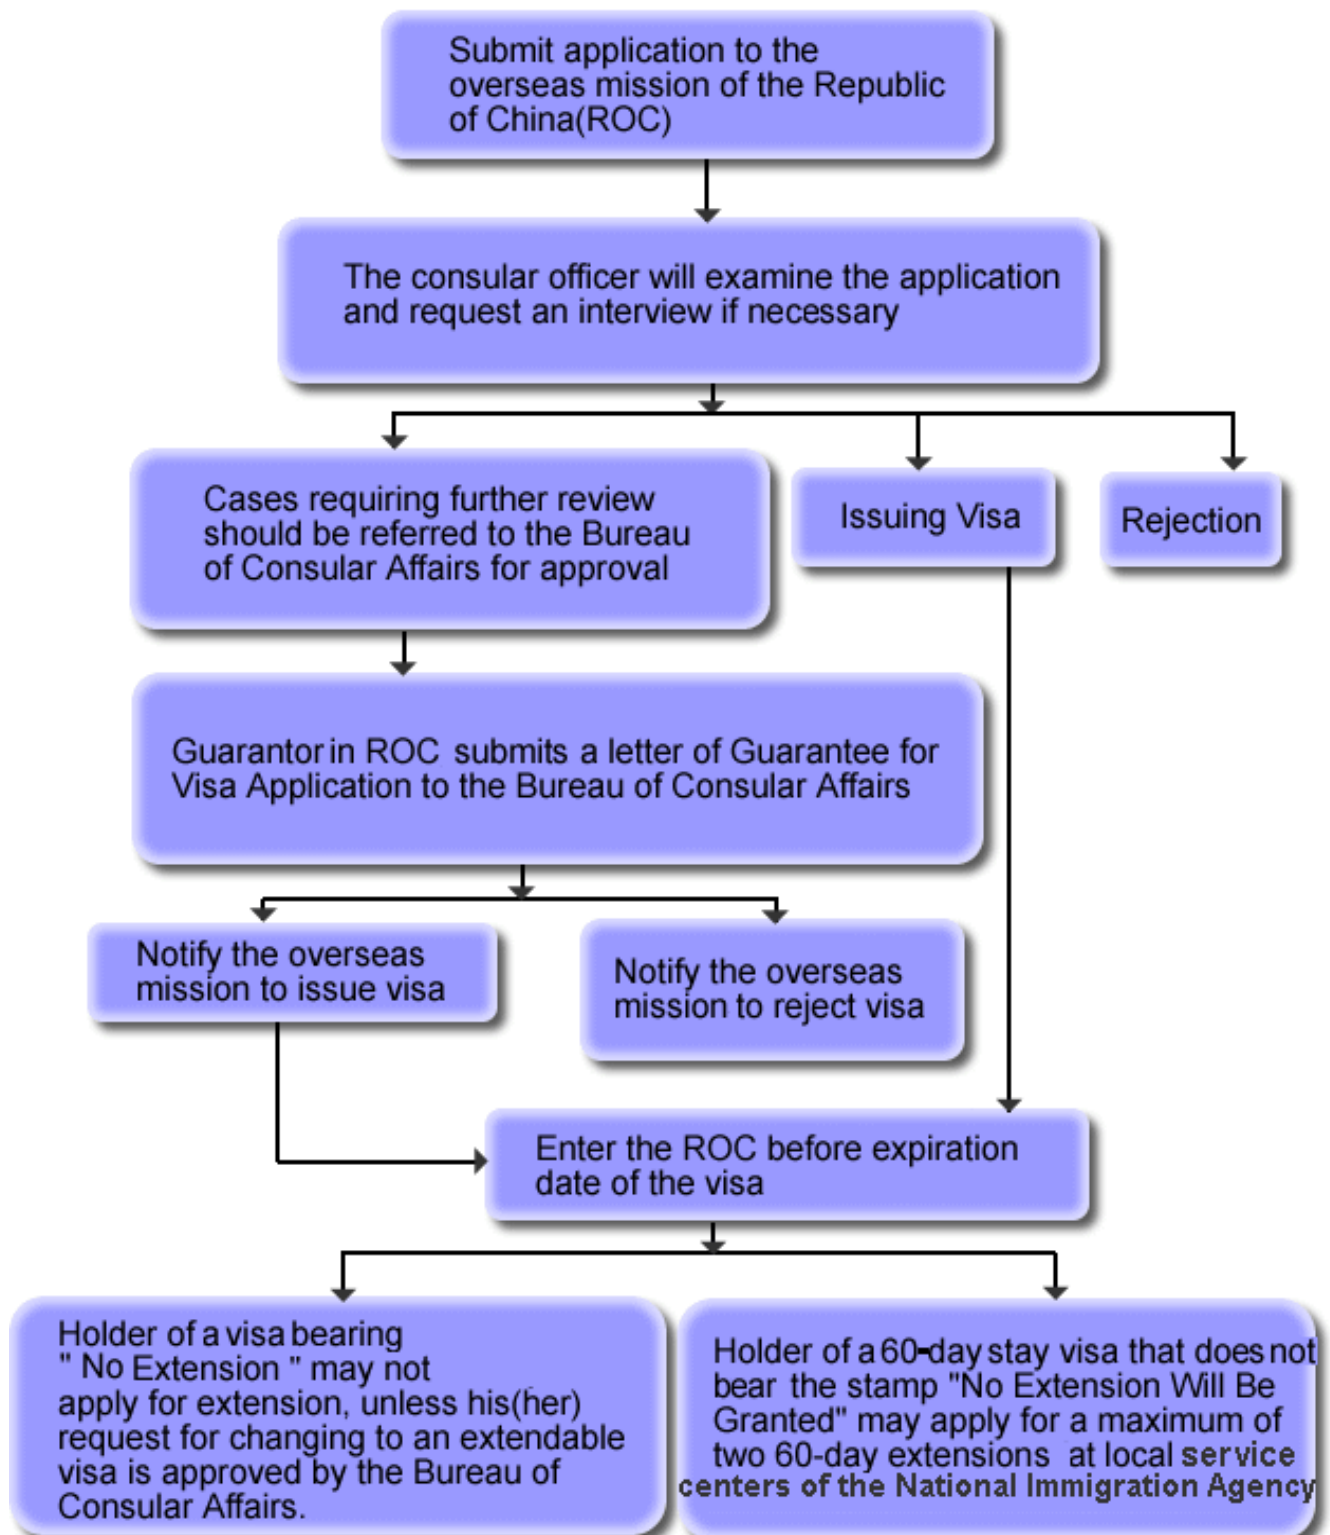 Submit application to the
overseas mission of the Republic
of China(ROC)
The consular officer will examine the application
and request an interview if necessary
Cases requiring further review
should be referred to the Bureau
of Consular Affairs for approval
Issuing Visa
Rejection
Guarantor in ROC submits a letter of Guarantee for
Visa Application to the Bureau of Consular Affairs
Notify the overseas
mission to issue visa
Notify the overseas
mission to reject visa
Enter the ROC before expiration
date of the visa
Holder of a visa bearing
" No Extension " may not
apply for extension, unless his(her)
request for changing to an extendable
visa is approved by the Bureau of
Consular Affairs.
Holder of a 60-day stay visa that does not
bear the stamp "No Extension Will Be
Granted" may apply for a maximum of
two 60-day extensions at local service
centers of the National Immigration Agency